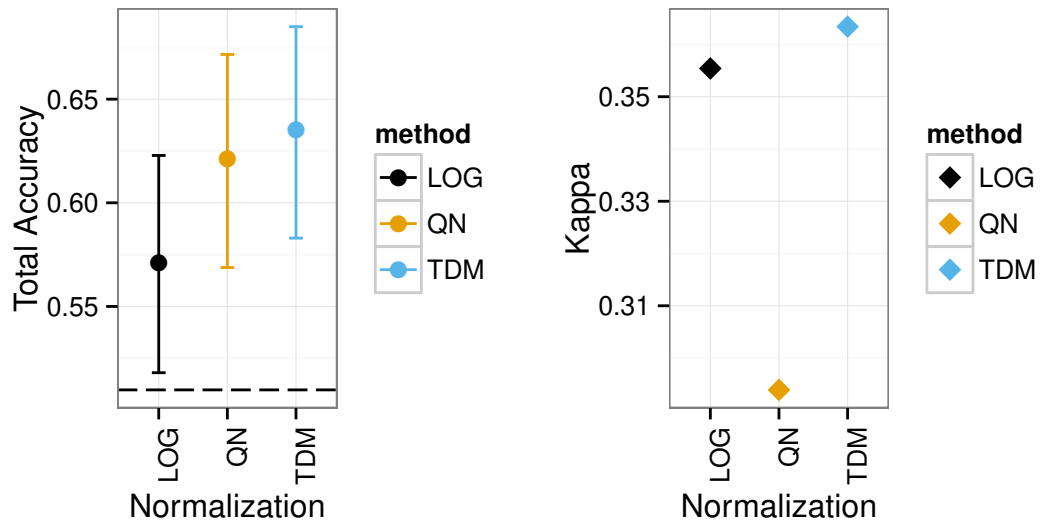 Total Accuracy
0.65
0.60
0.55
LOG
QN
TDM
Normalization
method
LOG
QN
TDM
Kappa
0.35
0.33
0.31
LOG
QN
TDM
Normalization
method
LOG
QN
TDM